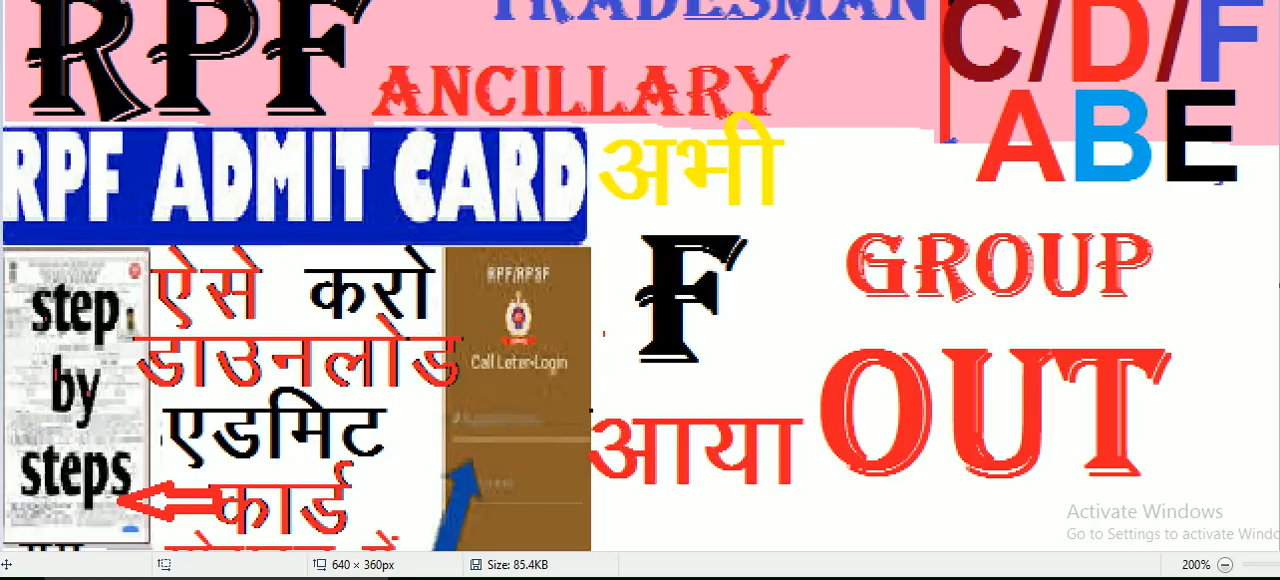 TRADESMAN
RPF
ANCILLARY
C/D/F
ABE
RPF ADMIT CARD
अभी
step
by
steps
ऐसे करो
डाउनलोड
एडमिट
कार्ड
RPF/RPSF
Call Leter-Login
F GROUP
आया OUT
Activate Windows
Go to Settings to activate Windo
640 × 360px
Size: 85.4KB
200%